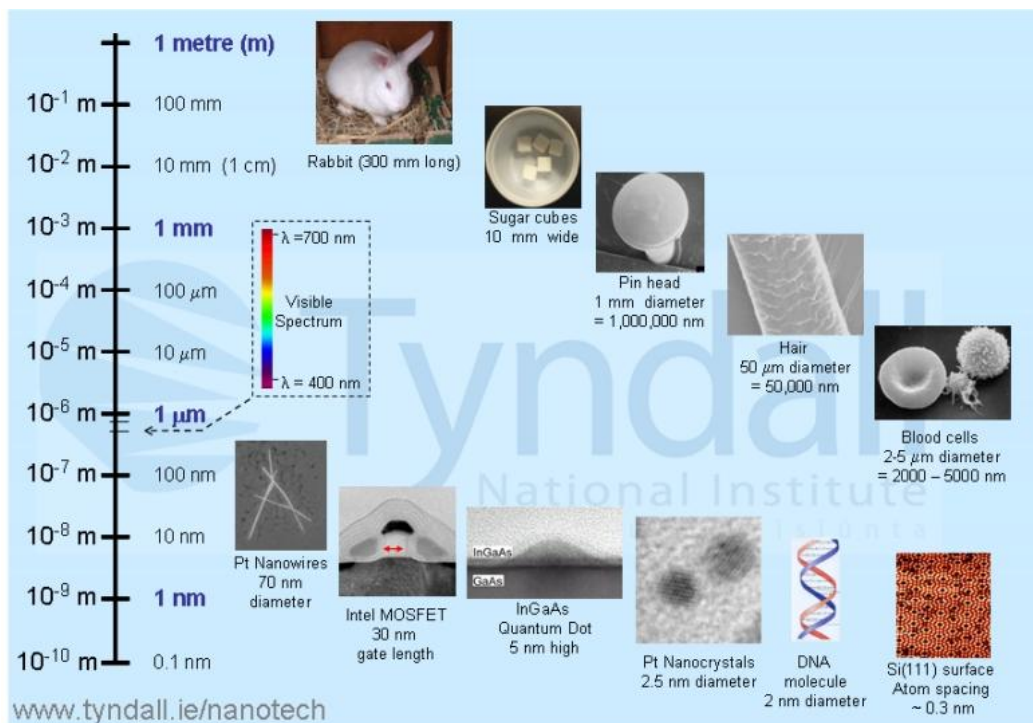 1 metre (m)
10-1 m 100 mm
10-2 m 10 mm (1 cm)
10-3 m 1 mm
10-4 m 100 μm
10-5 m 10 μm
10-6 m 1 μm
10-7 m 100 nm
10-8 m 10 nm
10-9 m 1 nm
10-10 m 0.1 nm
λ =700 nm
Visible
Spectrum
λ = 400 nm
Rabbit (300 mm long)
Sugar cubes
10 mm wide
Pin head
1 mm diameter
= 1,000,000 nm
Hair
50 μm diameter
= 50,000 nm
Blood cells
2-5 μm diameter
= 2000 – 5000 nm
Tyndall
National Institute
Pt Nanowires
70 nm
diameter
Intel MOSFET
30 nm
gate length
InGaAs
GaAs
InGaAs
Quantum Dot
5 nm high
Pt Nanocrystals
2.5 nm diameter
DNA
molecule
2 nm diameter
Si(111) surface
Atom spacing
~ 0.3 nm
www.tyndall.ie/nanotech